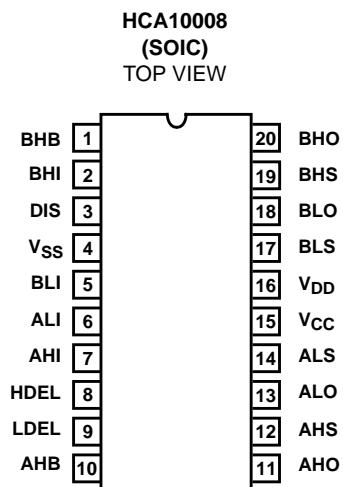 HCA10008
(SOIC)
TOP VIEW
BHB 1 20 BHO
BHI 2 19 BHS
DIS 3 18 BLO
VSS 4 17 BLS
BLI 5 16 VDD
ALI 6 15 VCC
AHI 7 14 ALS
HDEL 8 13 ALO
LDEL 9 12 AHS
AHB 10 11 AHO